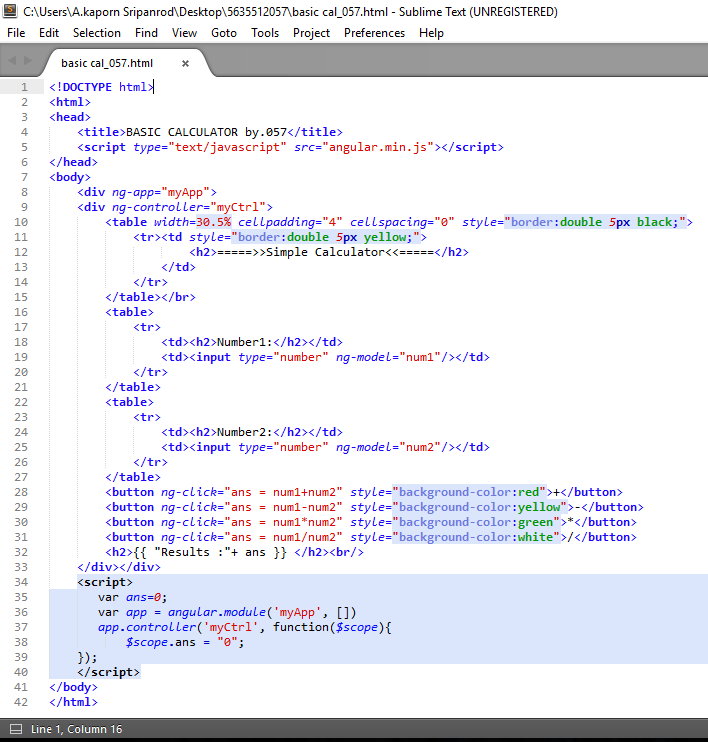 C:\Users\A.kaporn Sripanrod\Desktop\5635512057\basic cal_057.html - Sublime Text (UNREGISTERED)
File Edit Selection Find View Goto Tools Project Preferences Help
basic cal_057.html ×
1 <!DOCTYPE html>
2 <html>
3 <head>
4 <title>BASIC CALCULATOR by.057</title>
5 <script type="text/javascript" src="angular.min.js"></script>
6 </head>
7 <body>
8 <div ng-app="myApp">
9 <div ng-controller="myCtrl">
10 <table width=30.5% cellpadding="4" cellspacing="0" style="border:double 5px black;">
11 <tr><td style="border:double 5px yellow;">
12 <h2>=====>>Simple Calculator<<=====</h2>
13 </td>
14 </tr>
15 </table></br>
16 <table>
17 <tr>
18 <td><h2>Number1:</h2></td>
19 <td><input type="number" ng-model="num1"/></td>
20 </tr>
21 </table>
22 <table>
23 <tr>
24 <td><h2>Number2:</h2></td>
25 <td><input type="number" ng-model="num2"/></td>
26 </tr>
27 </table>
28 <button ng-click="ans = num1+num2" style="background-color:red">+</button>
29 <button ng-click="ans = num1-num2" style="background-color:yellow">-</button>
30 <button ng-click="ans = num1*num2" style="background-color:green">*</button>
31 <button ng-click="ans = num1/num2" style="background-color:white">/</button>
32 <h2>{{ "Results :"+ ans }} </h2><br/>
33 </div></div>
34 <script>
35 var ans=0;
36 var app = angular.module('myApp', [])
37 app.controller('myCtrl', function($scope){
38 $scope.ans = "0";
39 });
40 </script>
41 </body>
42 </html>
Line 1, Column 16